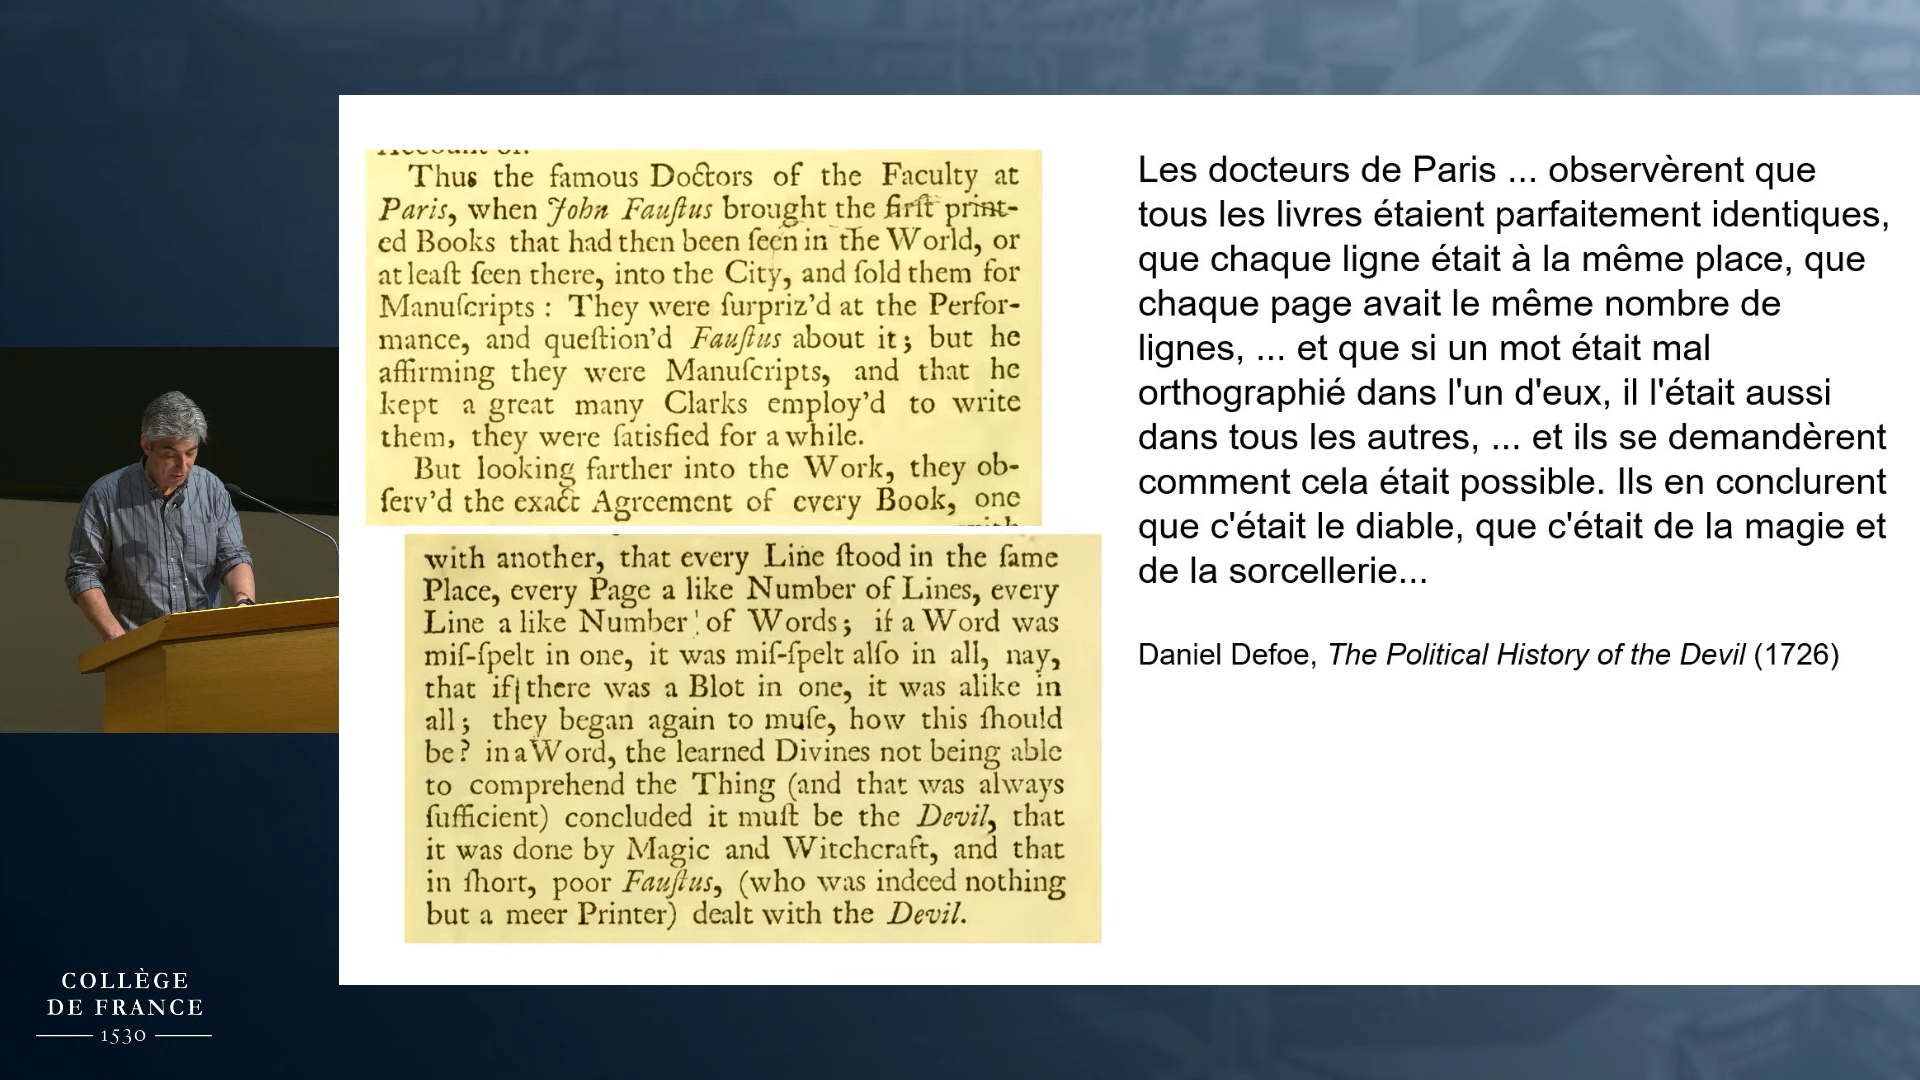 Thus the famous Doctors of the Faculty at
Paris, when John Fauſtus brought the firſt print-
ed Books that had then been ſeen in the World, or
at leaſt ſeen there, into the City, and ſold them for
Manuſcripts : They were ſurpriz'd at the Perfor-
mance, and queſtion'd Fauſtus about it; but he
affirming they were Manuſcripts, and that he
kept a great many Clarks employ'd to write
them, they were ſatisfied for a while.
But looking farther into the Work, they ob-
ſerv'd the exact Agreement of every Book, one
with another, that every Line ſtood in the ſame
Place, every Page a like Number of Lines, every
Line a like Number of Words; if a Word was
miſ-ſpelt in one, it was miſ-ſpelt alſo in all, nay,
that if there was a Blot in one, it was alike in
all; they began again to muſe, how this ſhould
be? in a Word, the learned Divines not being able
to comprehend the Thing (and that was always
ſufficient) concluded it muſt be the Devil, that
it was done by Magic and Witchcraft, and that
in ſhort, poor Fauſtus, (who was indeed nothing
but a meer Printer) dealt with the Devil.
Les docteurs de Paris ... observèrent que
tous les livres étaient parfaitement identiques,
que chaque ligne était à la même place, que
chaque page avait le même nombre de
lignes, ... et que si un mot était mal
orthographié dans l'un d'eux, il l'était aussi
dans tous les autres, ... et ils se demandèrent
comment cela était possible. Ils en conclurent
que c'était le diable, que c'était de la magie et
de la sorcellerie...
Daniel Defoe, The Political History of the Devil (1726)
COLLÈGE
DE FRANCE
1530